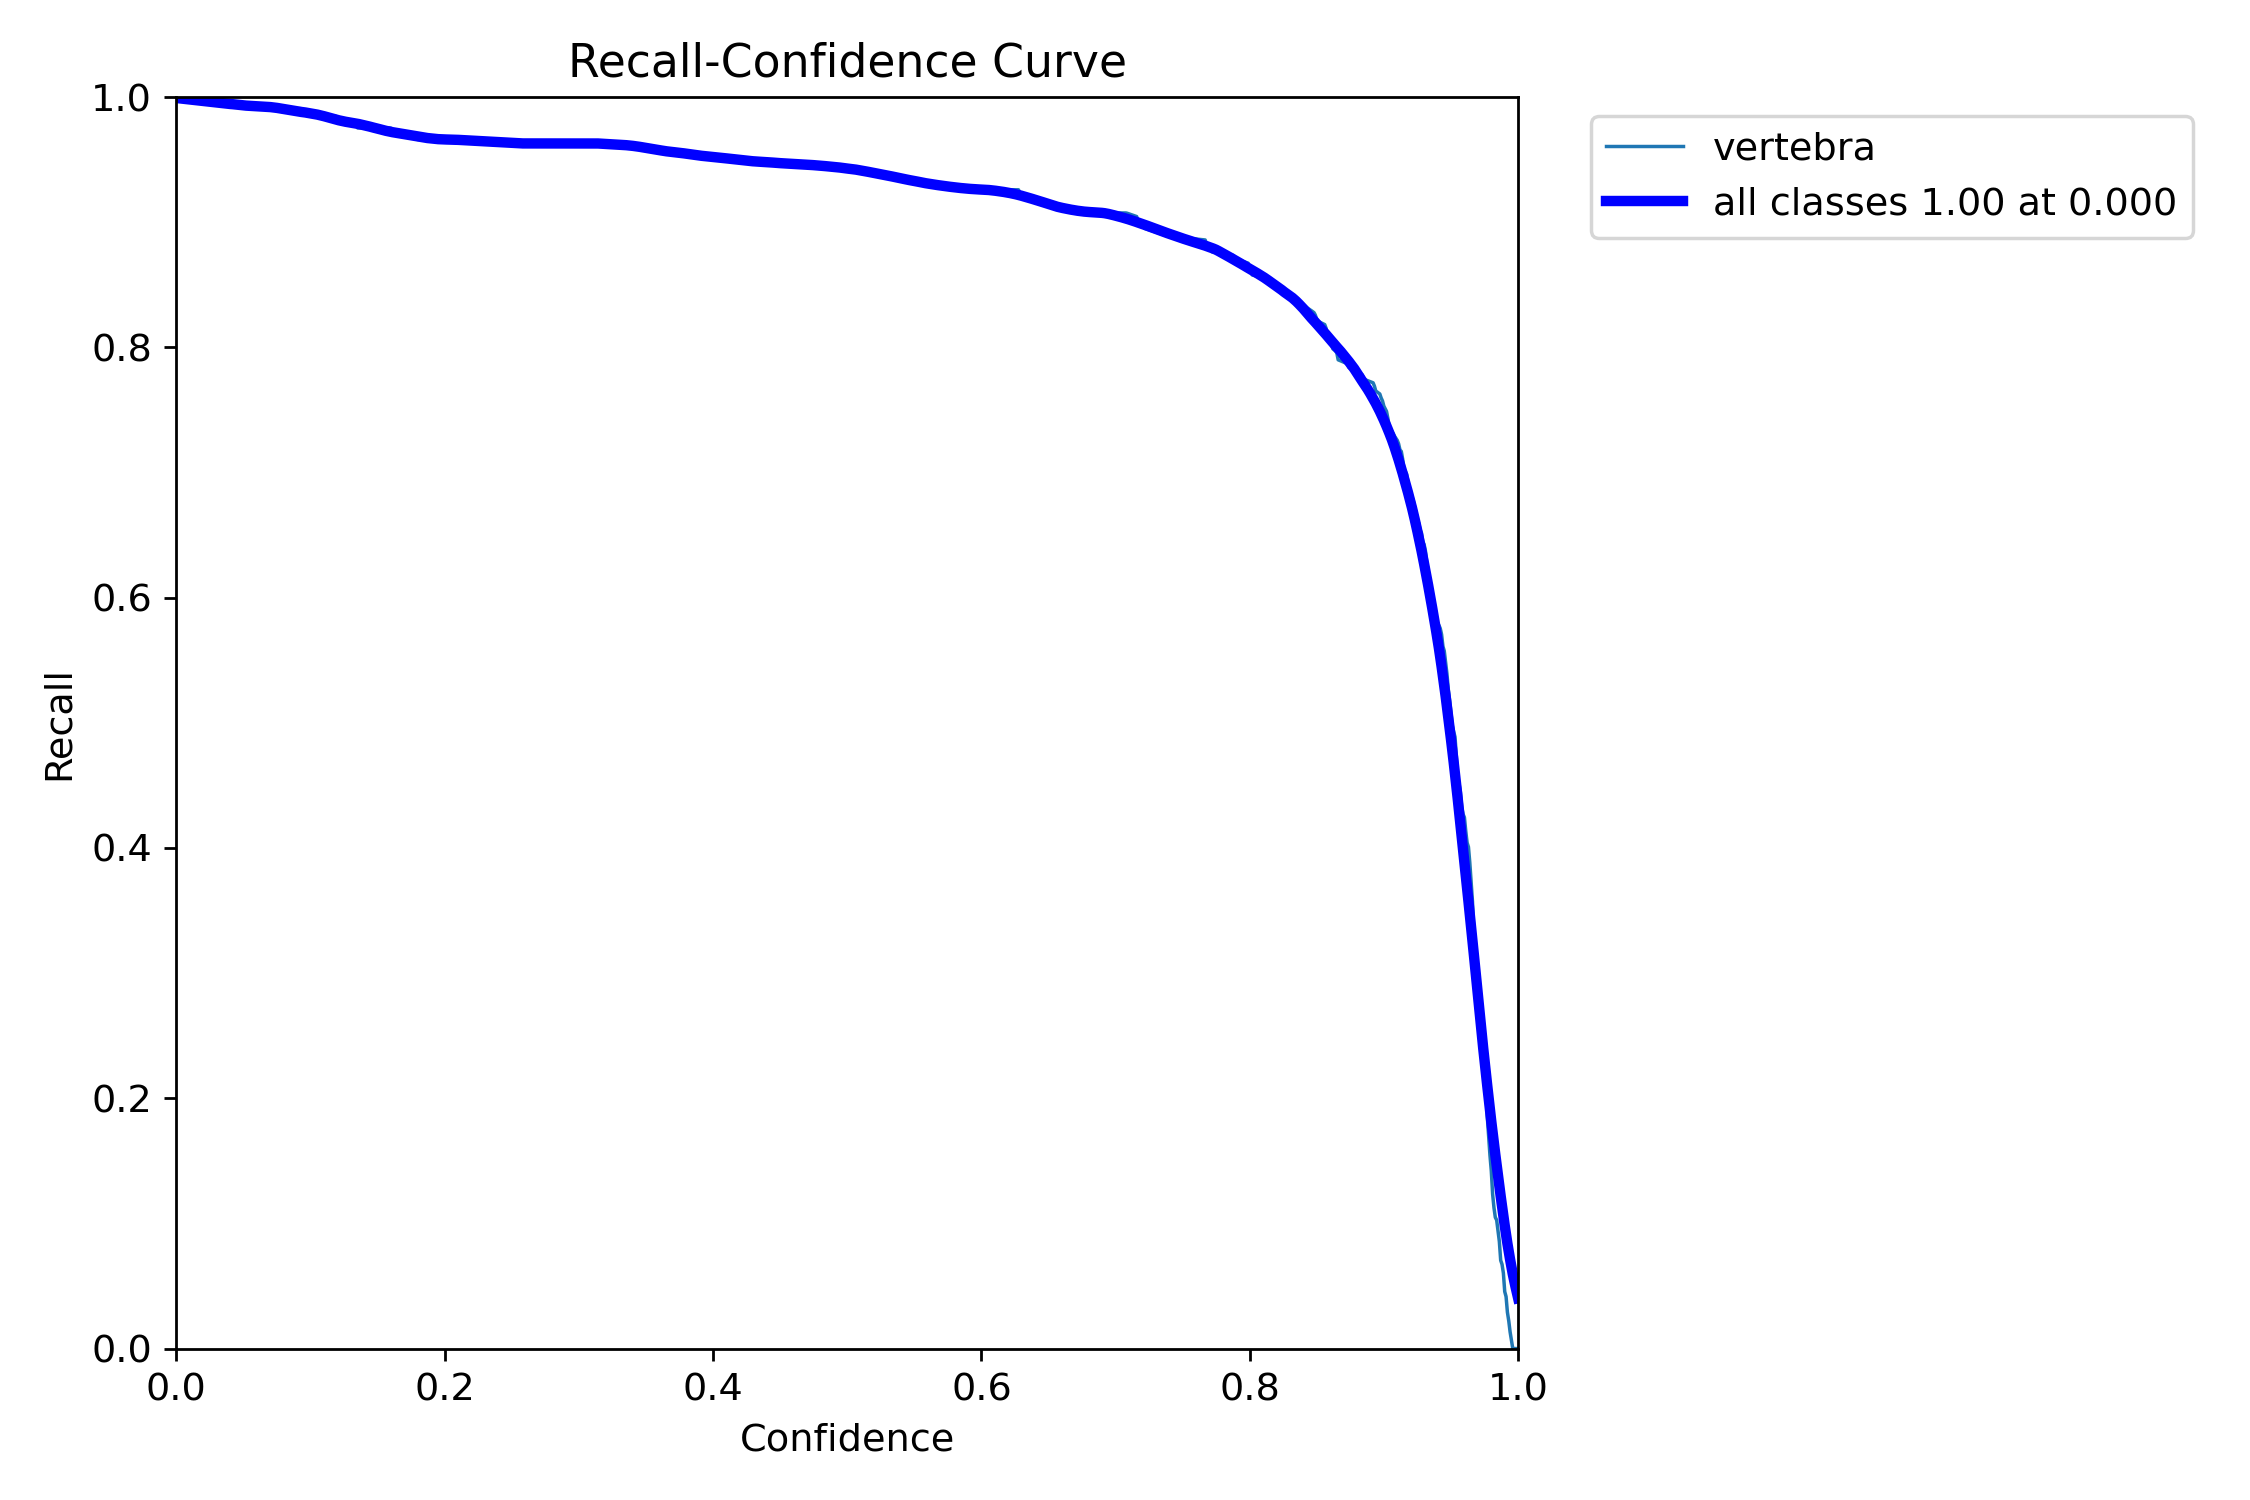 Recall-Confidence Curve
vertebra
all classes 1.00 at 0.000
1.0
0.8
0.6
0.4
0.2
0.0
Recall
0.0 0.2 0.4 0.6 0.8 1.0
Confidence